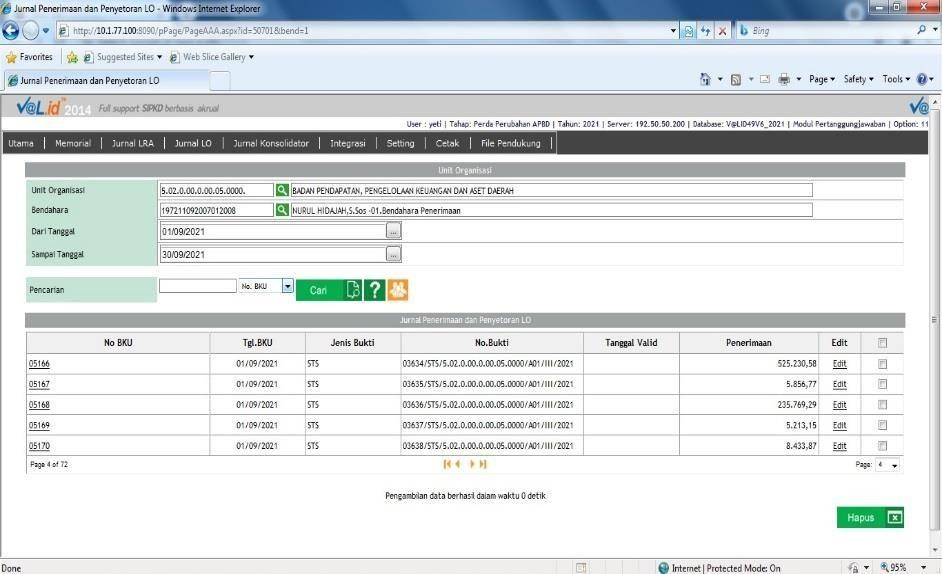 Jurnal Penerimaan dan Penyetoran LO - Windows Internet Explorer
http://10.1.77.100:8090/pPage/PageAAA.aspx?id=50701&bend=1
Bing
Favorites Suggested Sites Web Slice Gallery
Jurnal Penerimaan dan Penyetoran LO
Page Safety Tools
V@L.id™ 2014 Full support SIPKD berbasis akrual
V@
User : yeti | Tahap: Perda Perubahan APBD | Tahun: 2021 | Server: 192.50.50.200 | Database: V@LID49V6_2021 | Modul Pertanggungjawaban | Option: 11
Utama | Memorial | Jurnal LRA | Jurnal LO | Jurnal Konsolidator | Integrasi | Setting | Cetak | File Pendukung |
Unit Organisasi
Unit Organisasi 5.02.0.00.0.00.05.0000. BADAN PENDAPATAN, PENGELOLAAN KEUANGAN DAN ASET DAERAH
Bendahara 197211092007012008 NURUL HIDAJAH,S.Sos -01.Bendahara Penerimaan
Dari Tanggal 01/09/2021 ...
Sampai Tanggal 30/09/2021 ...
Pencarian No. BKU Cari ?
Jurnal Penerimaan dan Penyetoran LO
No BKU Tgl.BKU Jenis Bukti No.Bukti Tanggal Valid Penerimaan Edit
05166 01/09/2021 STS 03634/STS/5.02.0.00.0.00.05.0000/A01/III/2021 525.230,58 Edit
05167 01/09/2021 STS 03635/STS/5.02.0.00.0.00.05.0000/A01/III/2021 5.856,77 Edit
05168 01/09/2021 STS 03636/STS/5.02.0.00.0.00.05.0000/A01/III/2021 235.769,29 Edit
05169 01/09/2021 STS 03637/STS/5.02.0.00.0.00.05.0000/A01/III/2021 5.213,15 Edit
05170 01/09/2021 STS 03638/STS/5.02.0.00.0.00.05.0000/A01/III/2021 8.433,87 Edit
Page 4 of 72 Page: 4
Pengambilan data berhasil dalam waktu 0 detik
Hapus
Done Internet | Protected Mode: On 95%